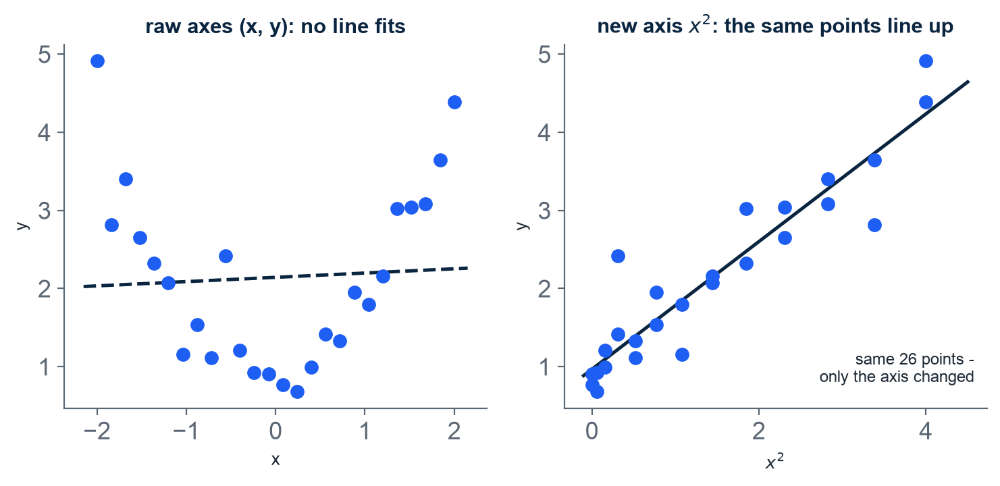 raw axes (x, y): no line fits
5
4
3
2
1
y
−2
−1
0
1
2
x
new axis x²: the same points line up
5
4
3
2
1
y
same 26 points -
only the axis changed
0
2
4
x²